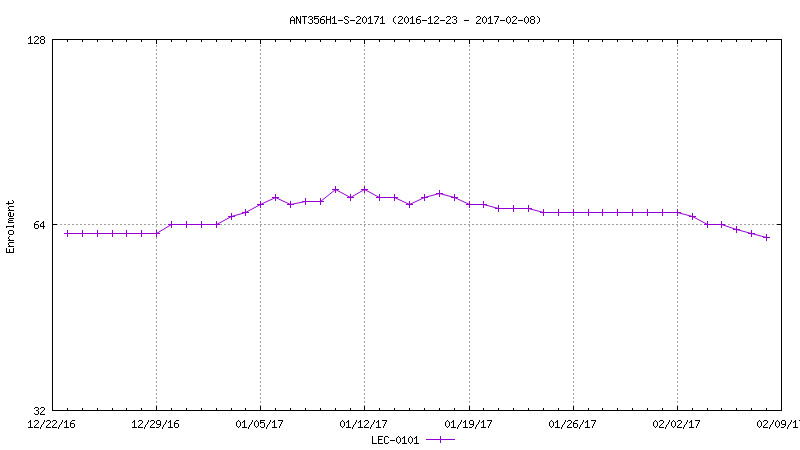 ANT356H1-S-20171 (2016-12-23 - 2017-02-08)
128
64
32
Enrolment
12/22/16 12/29/16 01/05/17 01/12/17 01/19/17 01/26/17 02/02/17 02/09/17
LEC-0101